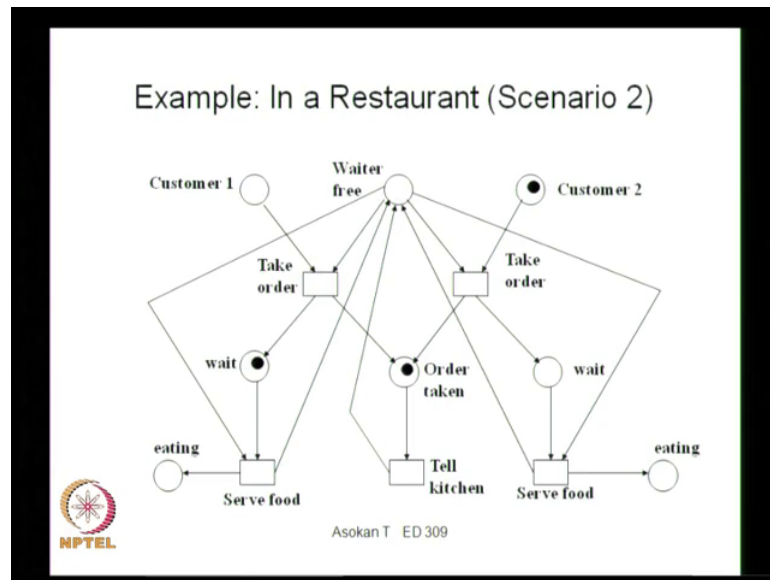 Example: In a Restaurant (Scenario 2)
Customer 1
Waiter
free
Customer 2
Take
order
Take
order
wait
Order
taken
wait
eating
Serve food
Tell
kitchen
Serve food
eating
NPTEL
Asokan T ED 309